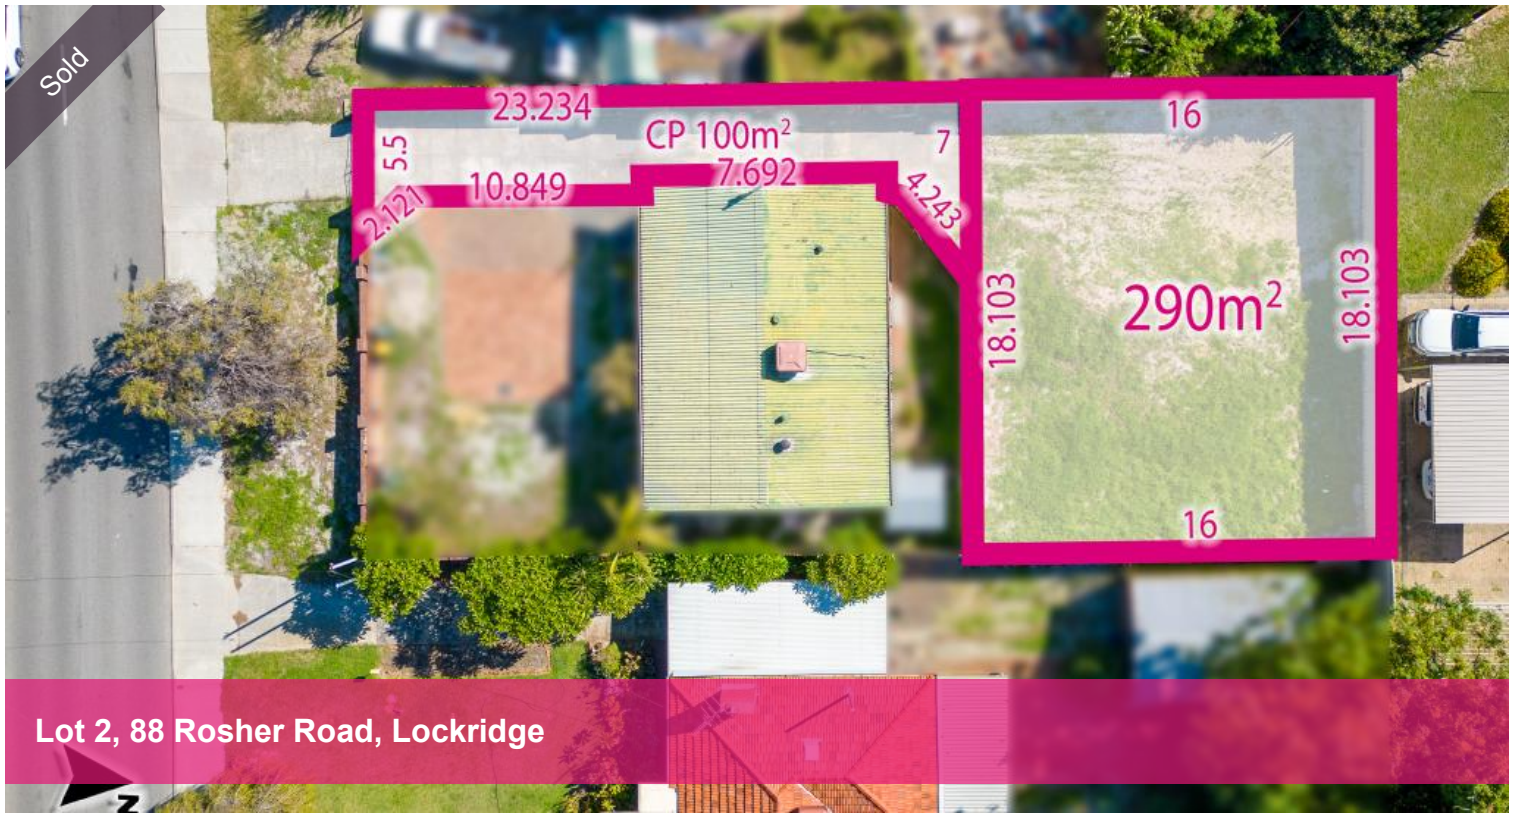 Sold
23.234
16
CP 100m²
5.5
7
10.849
7.692
2.121
4.243
18.103
290m²
18.103
16
Lot 2, 88 Rosher Road, Lockridge
Z